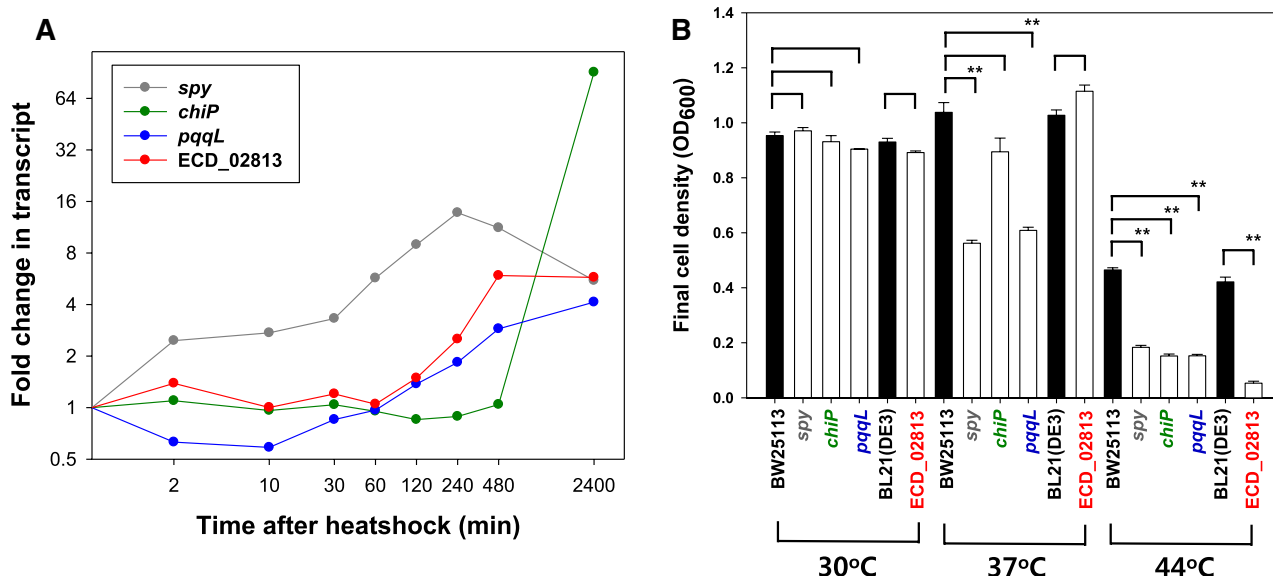 A
Fold change in transcript
64
32
16
8
4
2
1
0.5
spy
chiP
pqqL
ECD_02813
2 10 30 60 120 240 480 2400
Time after heatshock (min)
B
Final cell density (OD600)
1.4
1.2
1.0
0.8
0.6
0.4
0.2
0.0
** ** ** ** ** ** **
BW25113 spy chiP pqqL BL21(DE3) ECD_02813 BW25113 spy chiP pqqL BL21(DE3) ECD_02813 BW25113 spy chiP pqqL BL21(DE3) ECD_02813
30°C 37°C 44°C